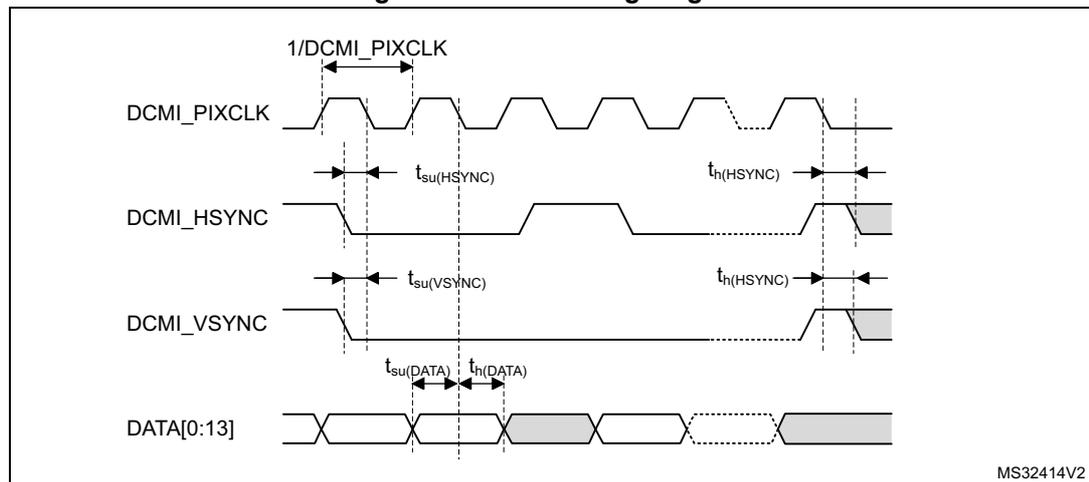 1/DCMI_PIXCLK
DCMI_PIXCLK
tsu(HSYNC)
th(HSYNC)
DCMI_HSYNC
tsu(VSYNC)
th(HSYNC)
DCMI_VSYNC
tsu(DATA)
th(DATA)
DATA[0:13]
MS32414V2